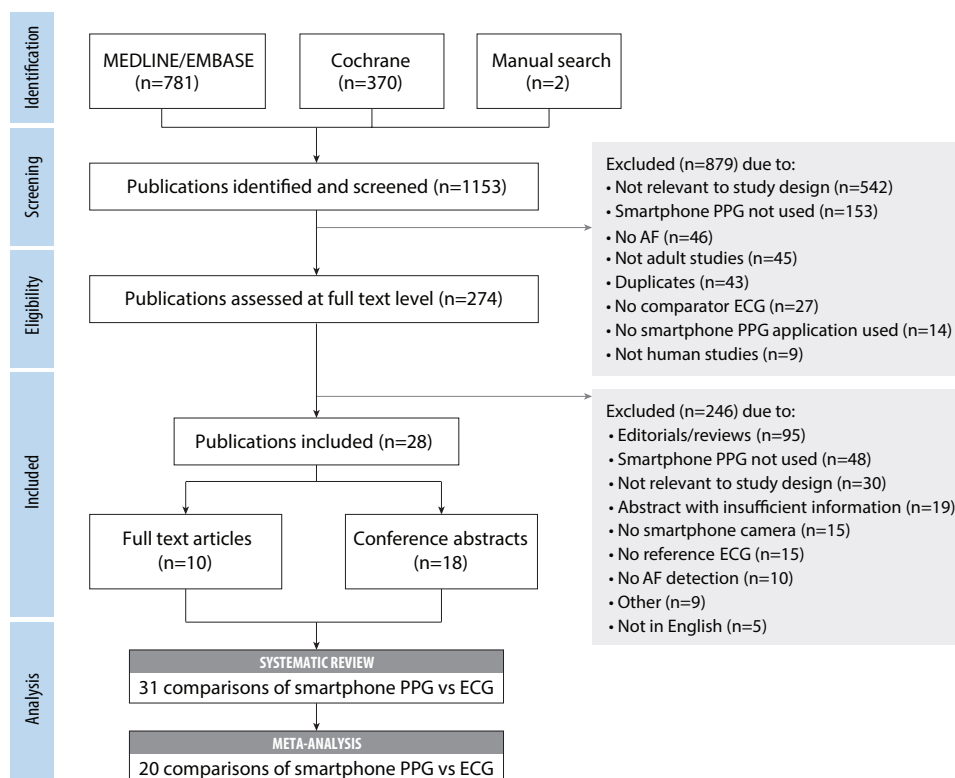 Identification
MEDLINE/EMBASE
(n=781)
Cochrane
(n=370)
Manual search
(n=2)
Screening
Publications identified and screened (n=1153)
Excluded (n=879) due to:
• Not relevant to study design (n=542)
• Smartphone PPG not used (n=153)
• No AF (n=46)
• Not adult studies (n=45)
• Duplicates (n=43)
• No comparator ECG (n=27)
• No smartphone PPG application used (n=14)
• Not human studies (n=9)
Eligibility
Publications assessed at full text level (n=274)
Excluded (n=246) due to:
• Editorials/reviews (n=95)
• Smartphone PPG not used (n=48)
• Not relevant to study design (n=30)
• Abstract with insufficient information (n=19)
• No smartphone camera (n=15)
• No reference ECG (n=15)
• No AF detection (n=10)
• Other (n=9)
• Not in English (n=5)
Included
Publications included (n=28)
Full text articles
(n=10)
Conference abstracts
(n=18)
Analysis
SYSTEMATIC REVIEW
31 comparisons of smartphone PPG vs ECG
META-ANALYSIS
20 comparisons of smartphone PPG vs ECG